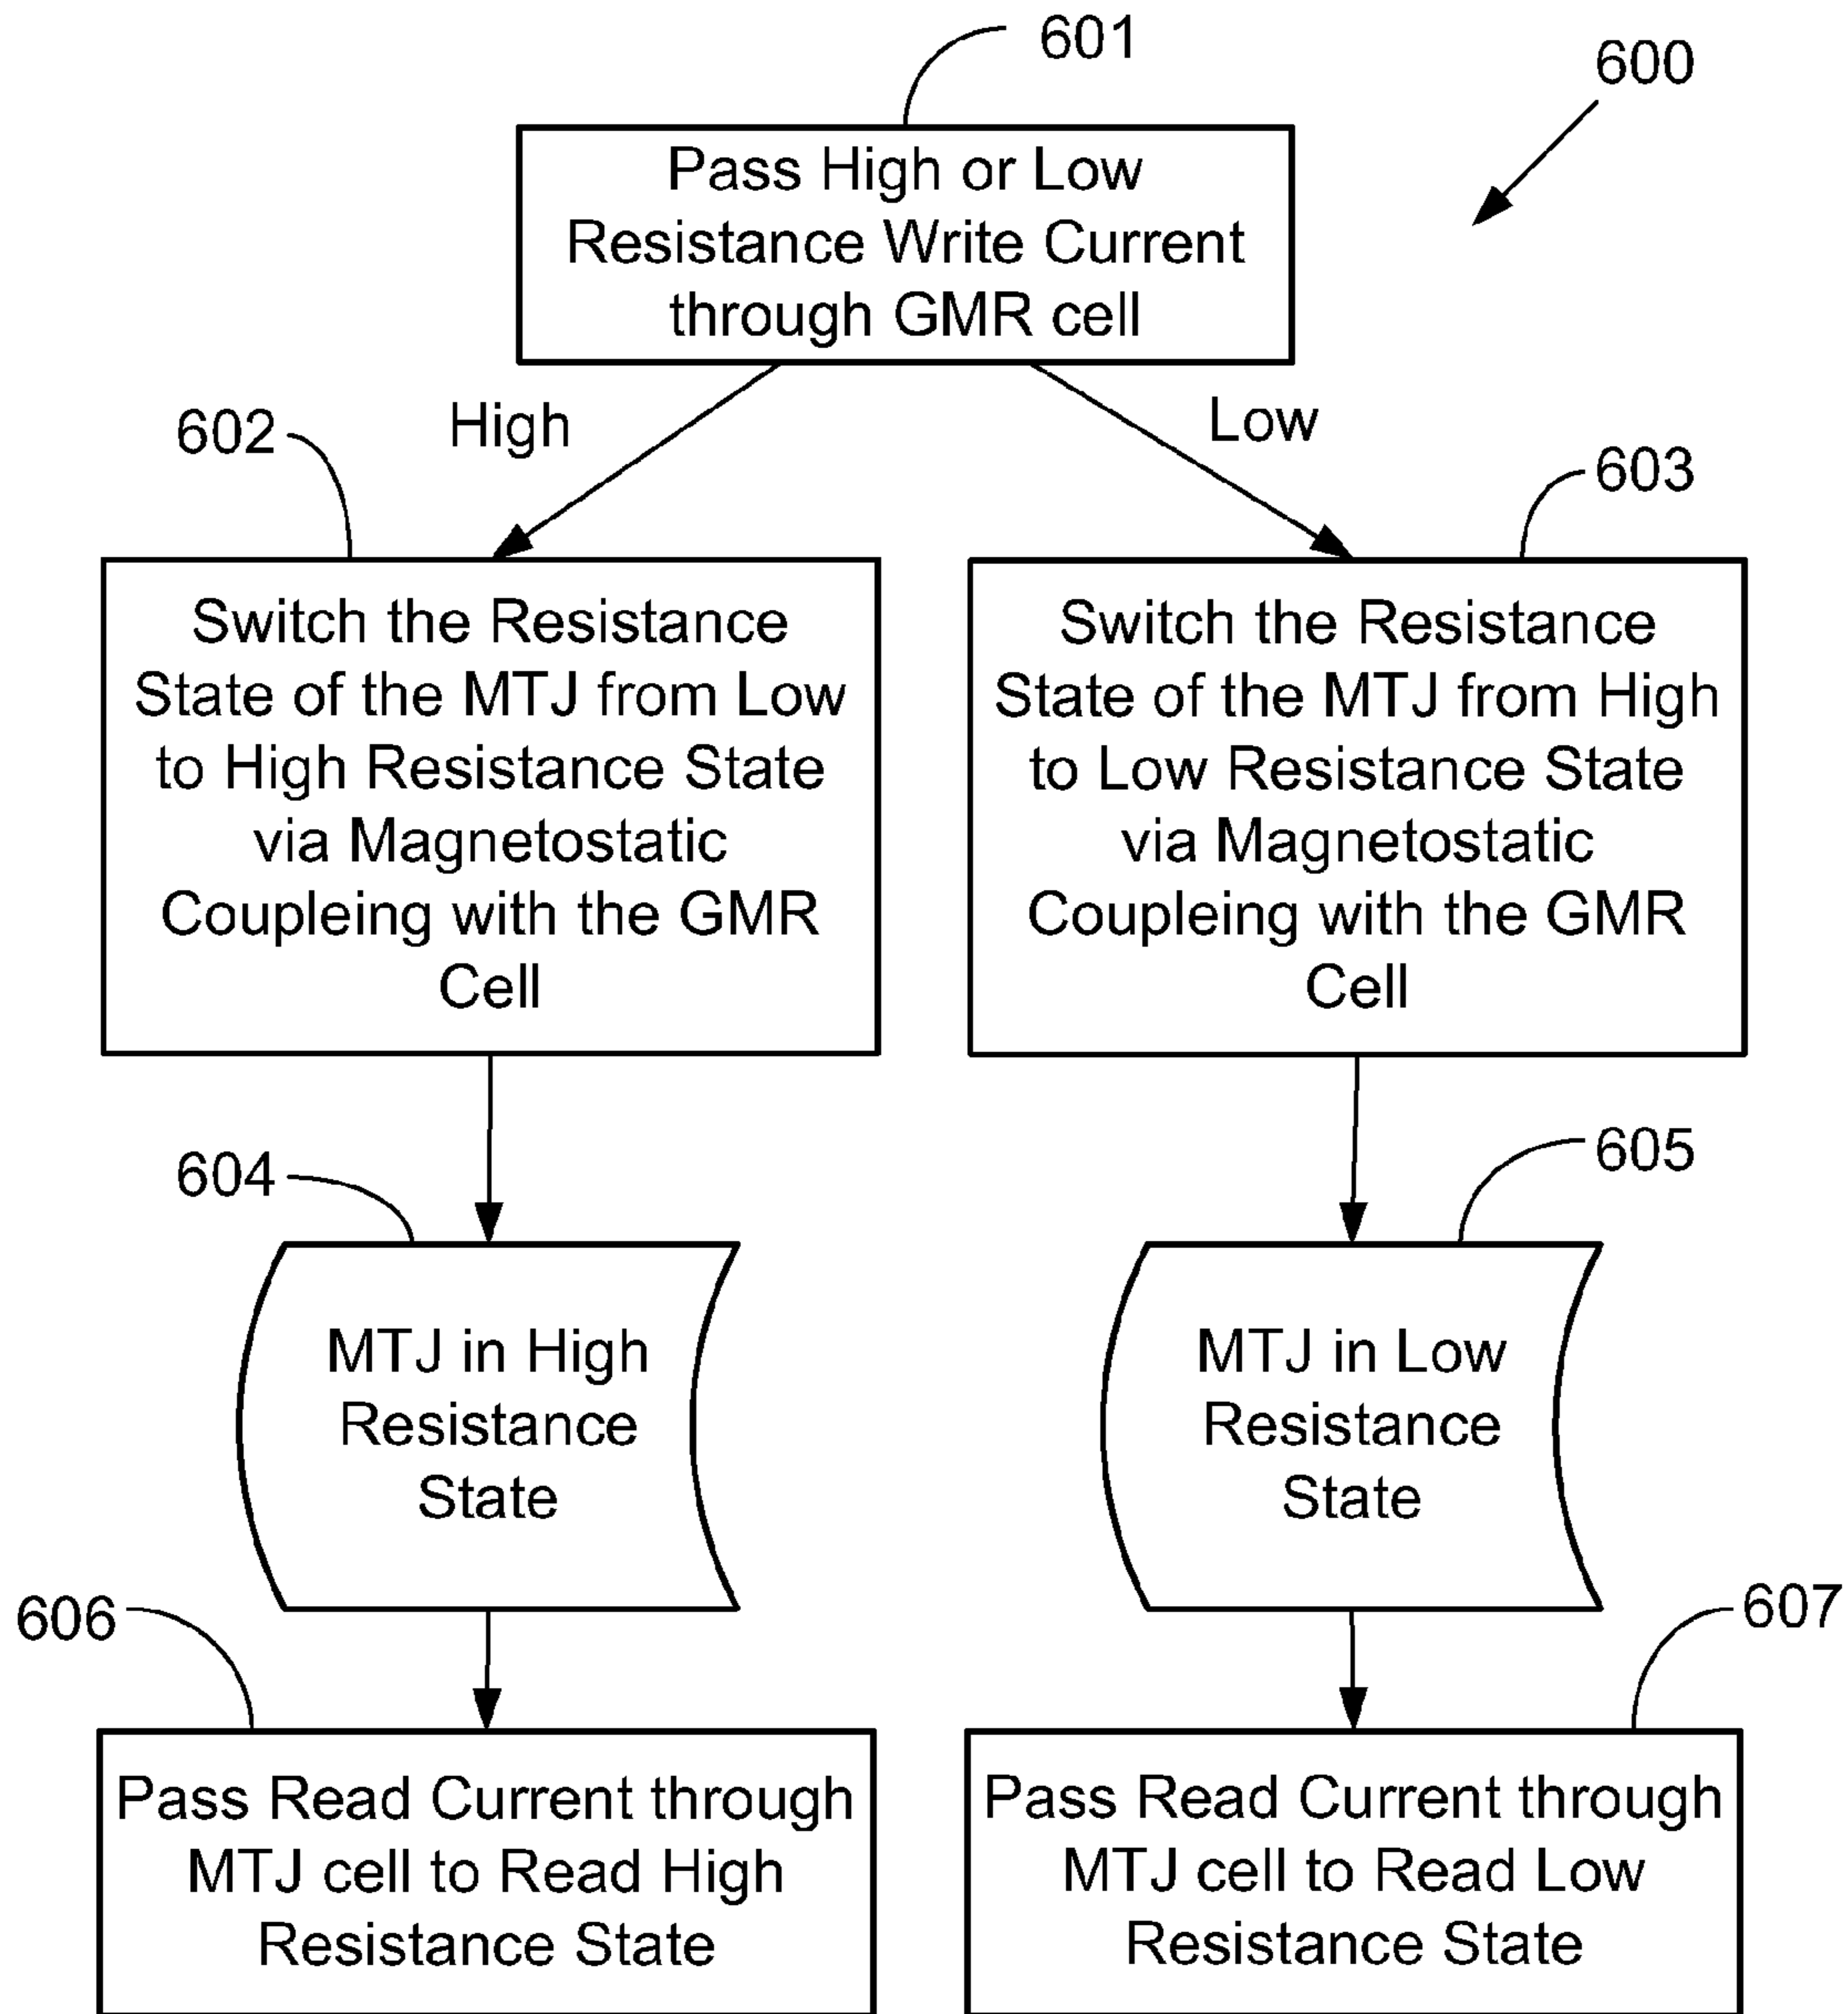 601
600
Pass High or Low
Resistance Write Current
through GMR cell
High
Low
602
603
Switch the Resistance
State of the MTJ from Low
to High Resistance State
via Magnetostatic
Coupleing with the GMR
Cell
Switch the Resistance
State of the MTJ from High
to Low Resistance State
via Magnetostatic
Coupleing with the GMR
Cell
604
605
MTJ in High
Resistance
State
MTJ in Low
Resistance
State
606
607
Pass Read Current through
MTJ cell to Read High
Resistance State
Pass Read Current through
MTJ cell to Read Low
Resistance State